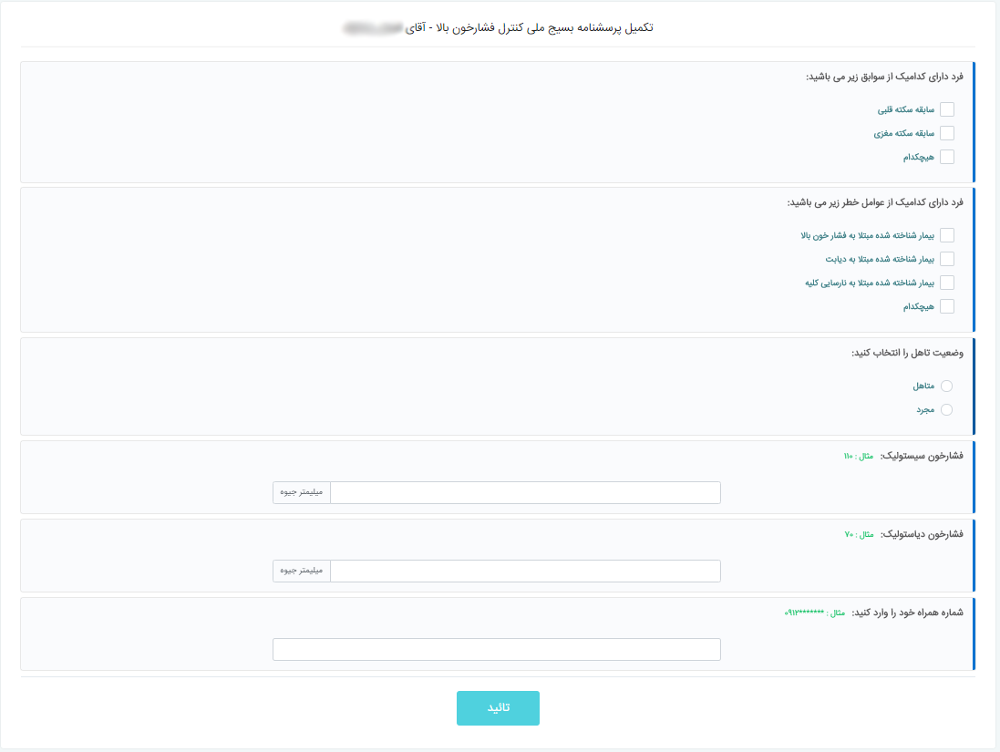 تکمیل پرسشنامه بسیج ملی کنترل فشارخون بالا - آقای
فرد دارای کدامیک از سوابق زیر می باشید:
سابقه سکته قلبی
سابقه سکته مغزی
هیچکدام
فرد دارای کدامیک از عوامل خطر زیر می باشید:
بیمار شناخته شده مبتلا به فشار خون بالا
بیمار شناخته شده مبتلا به دیابت
بیمار شناخته شده مبتلا به نارسایی کلیه
هیچکدام
وضعیت تاهل را انتخاب کنید:
متاهل
مجرد
فشارخون سیستولیک: مثال : ۱۱۰
میلیمتر جیوه
فشارخون دیاستولیک: مثال : ۷۰
میلیمتر جیوه
شماره همراه خود را وارد کنید: مثال : *******۰۹۱۲
تائید